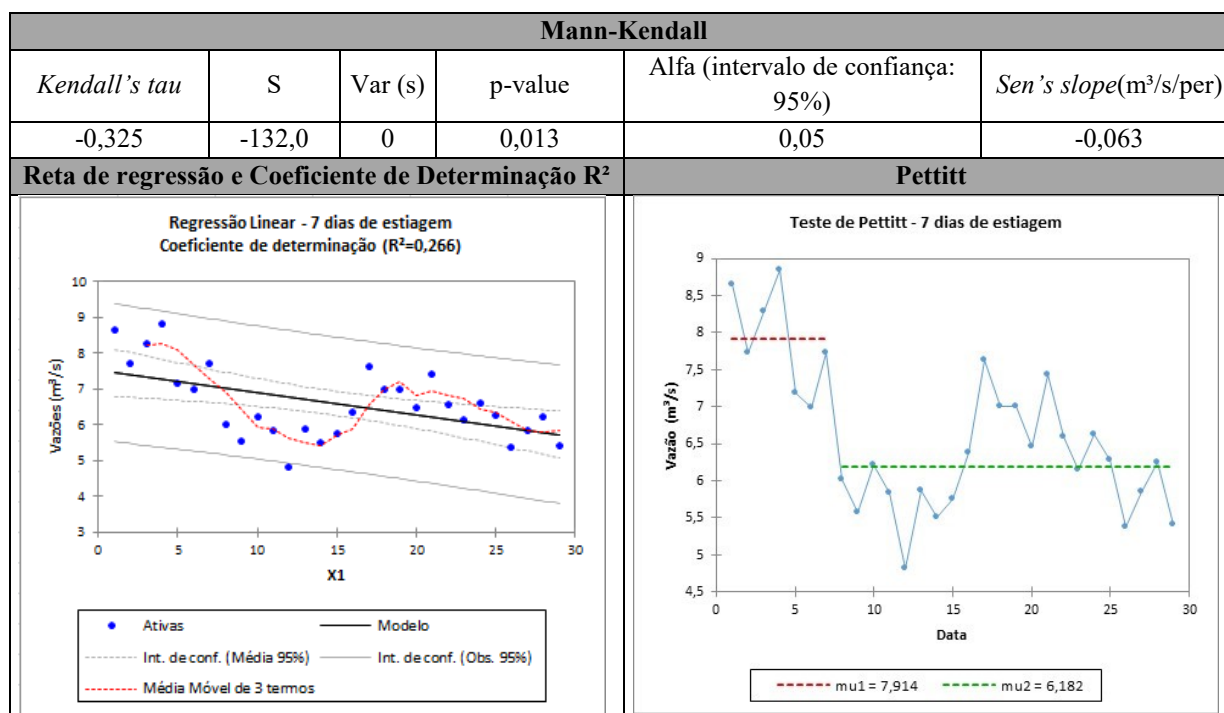 Mann-Kendall
Kendall's tau
S
Var (s)
p-value
Alfa (intervalo de confiança:
95%)
Sen's slope(m³/s/per)
-0,325
-132,0
0
0,013
0,05
-0,063
Reta de regressão e Coeficiente de Determinação R²
Pettitt
Regressão Linear - 7 dias de estiagem
Coeficiente de determinação (R²=0,266)
10
9
8
7
6
5
4
3
Vazões (m³/s)
0
5
10
15
20
25
30
X1
Ativas
Modelo
Int. de conf. (Média 95%)
Int. de conf. (Obs. 95%)
Média Móvel de 3 termos
Teste de Pettitt - 7 dias de estiagem
9
8,5
8
7,5
7
6,5
6
5,5
5
4,5
Vazão (m³/s)
0
5
10
15
20
25
30
Data
mu1 = 7,914
mu2 = 6,182